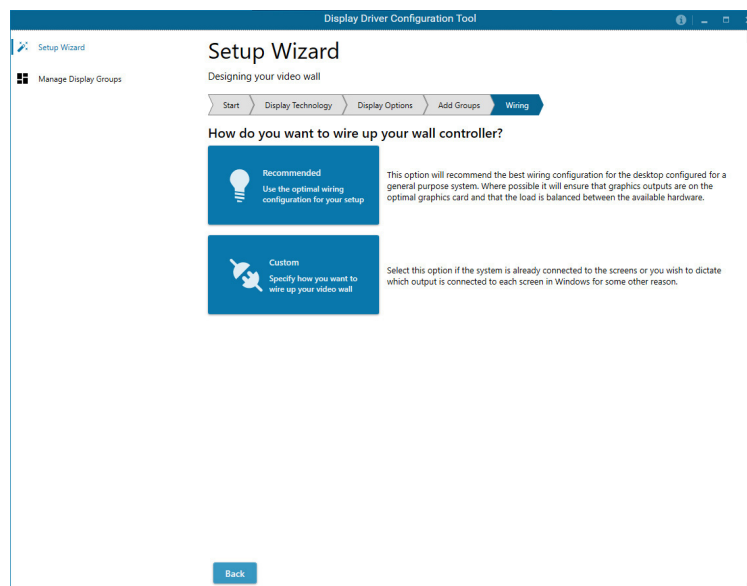 Display Driver Configuration Tool
Setup Wizard
Manage Display Groups
Setup Wizard
Designing your video wall
Start
Display Technology
Display Options
Add Groups
Wiring
How do you want to wire up your wall controller?
Recommended
Use the optimal wiring
configuration for your setup
This option will recommend the best wiring configuration for the desktop configured for a
general purpose system. Where possible it will ensure that graphics outputs are on the
optimal graphics card and that the load is balanced between the available hardware.
Custom
Specify how you want to
wire up your video wall
Select this option if the system is already connected to the screens or you wish to dictate
which output is connected to each screen in Windows for some other reason.
Back